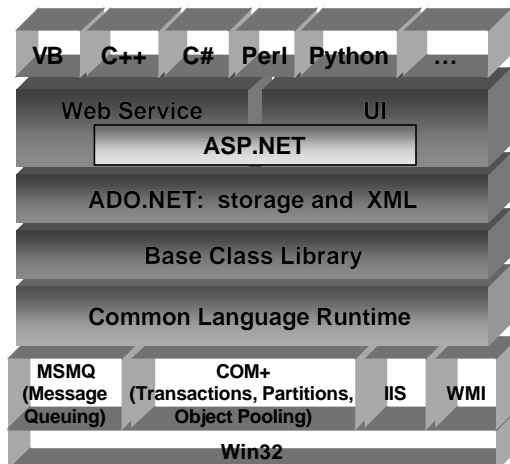 VB C++ C# Perl Python ...
Web Service UI
ASP.NET
ADO.NET: storage and XML
Base Class Library
Common Language Runtime
MSMQ
(Message
Queuing)
COM+
(Transactions, Partitions,
Object Pooling)
IIS
WMI
Win32